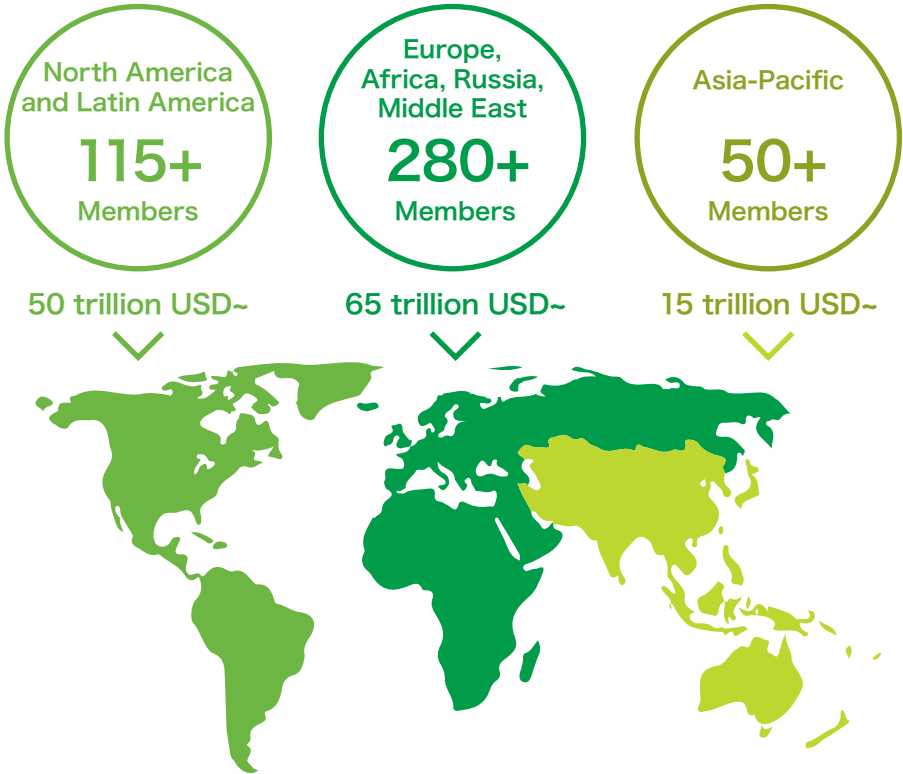 North America
and Latin America
115+
Members
50 trillion USD~
Europe,
Africa, Russia,
Middle East
280+
Members
65 trillion USD~
Asia-Pacific
50+
Members
15 trillion USD~